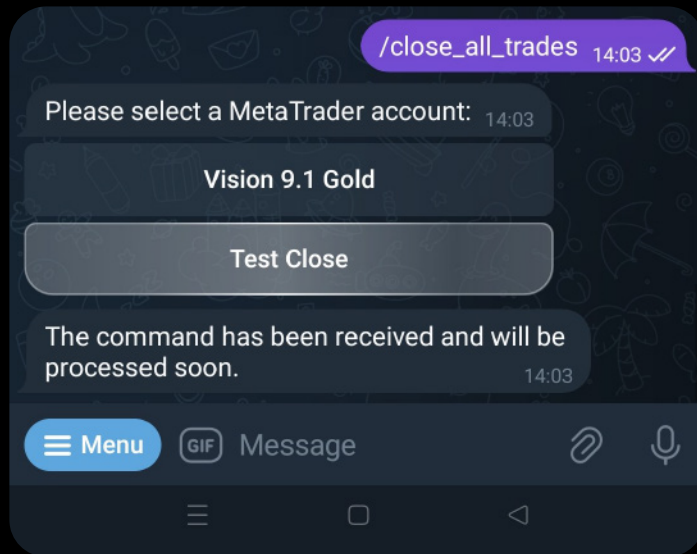 /close_all_trades 14:03
Please select a MetaTrader account: 14:03
Vision 9.1 Gold
Test Close
The command has been received and will be
processed soon. 14:03
Menu GIF Message